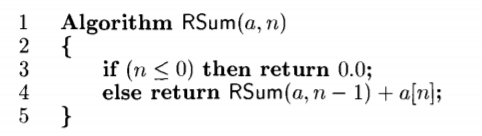 1 Algorithm RSum(a, n)
2 {
3 if (n ≤ 0) then return 0.0;
4 else return RSum(a, n − 1) + a[n];
5 }